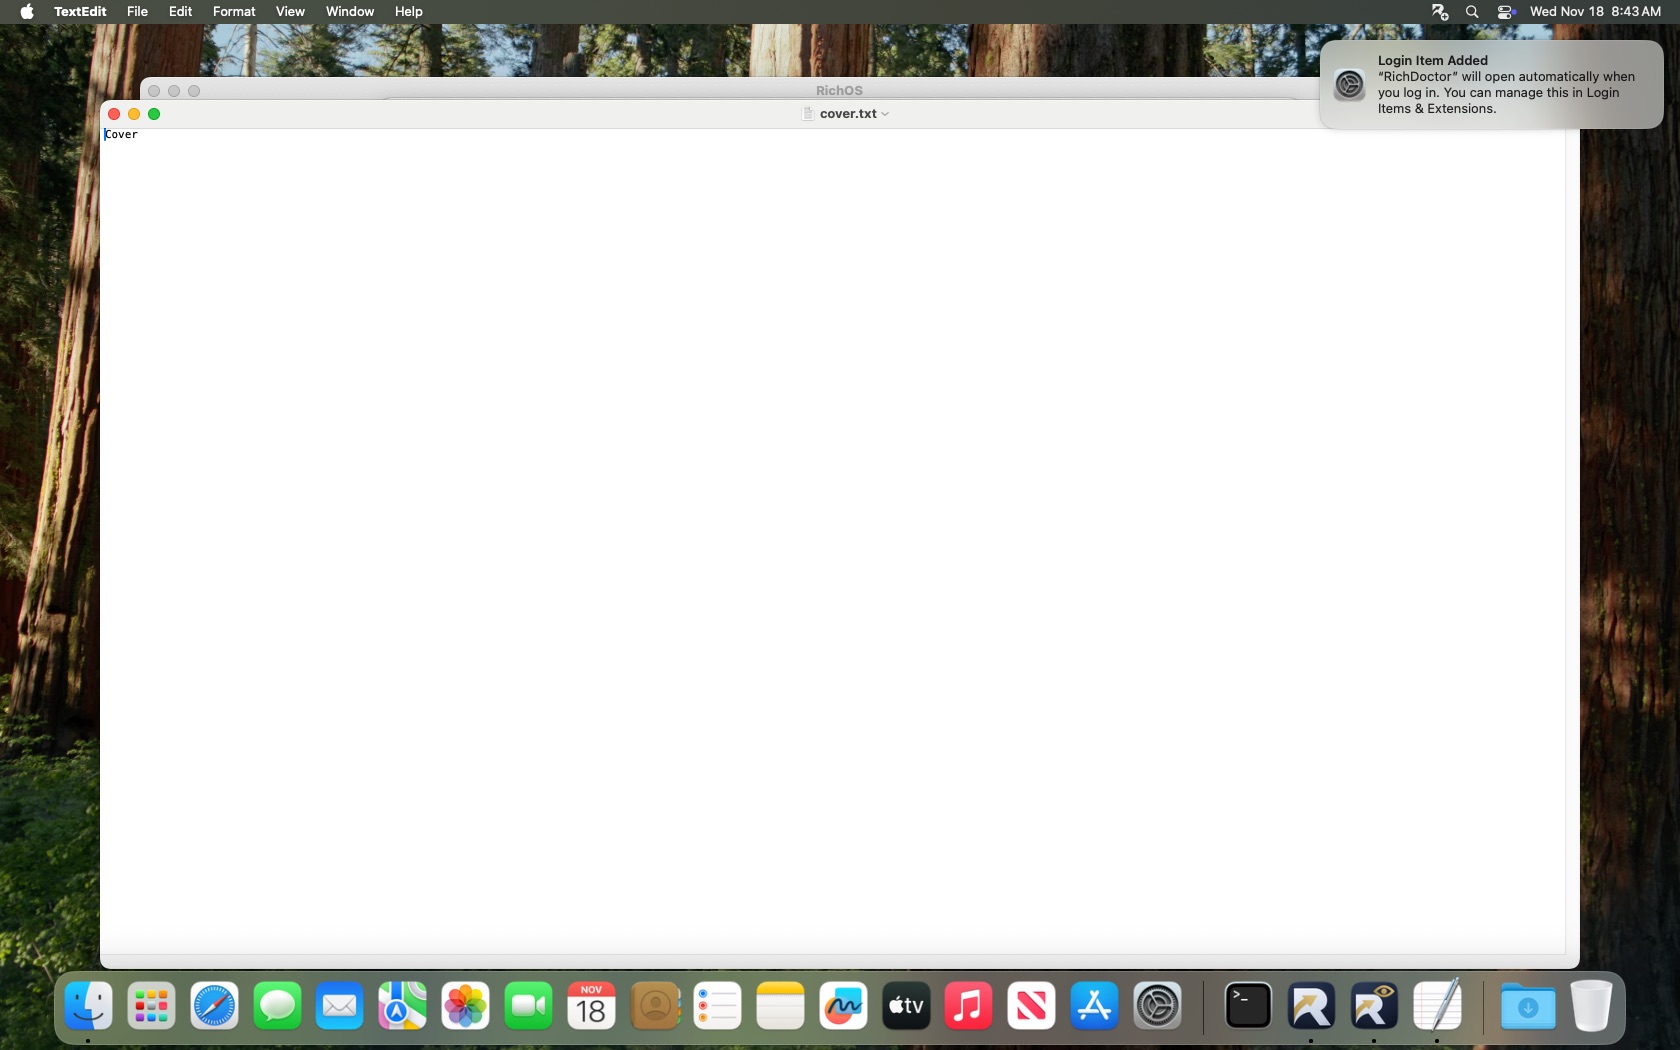 TextEdit File Edit Format View Window Help
Wed Nov 18 8:43 AM
Login Item Added
“RichDoctor” will open automatically when
you log in. You can manage this in Login
Items & Extensions.
RichOS
cover.txt
Cover
NOV
18
tv
>_